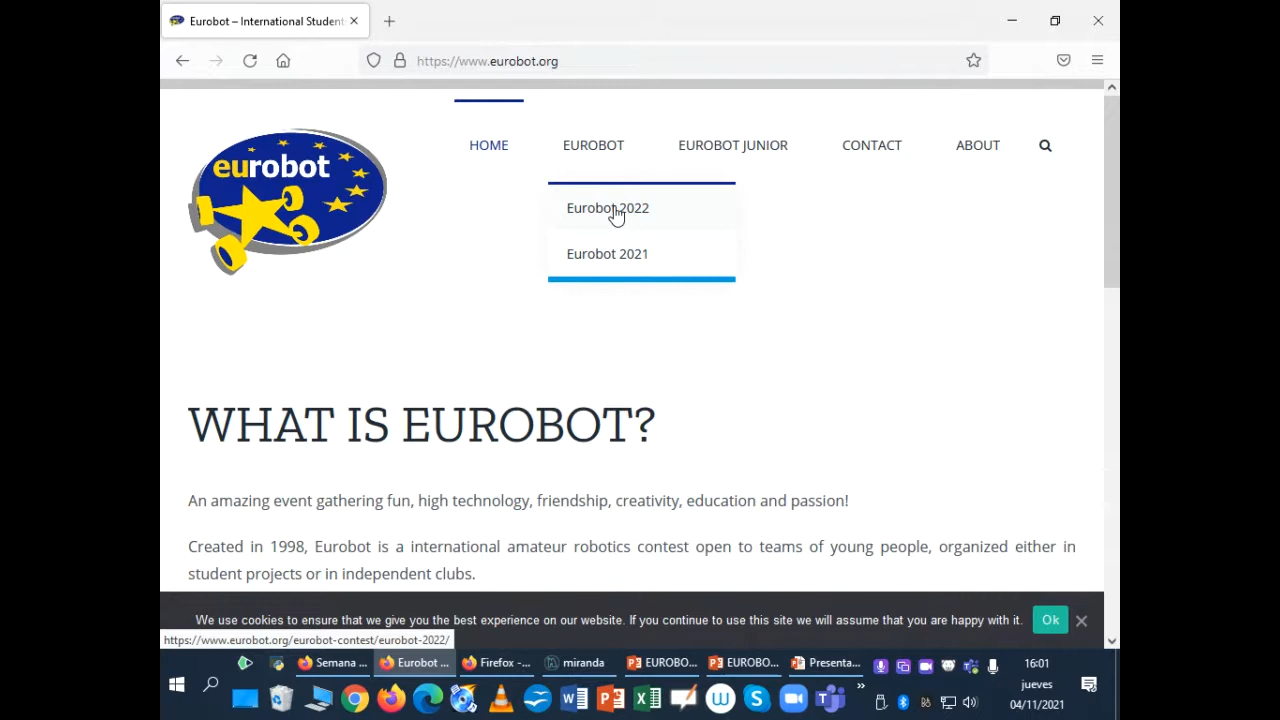 Eurobot – International Student
https://www.eurobot.org
eurobot
HOME
EUROBOT
EUROBOT JUNIOR
CONTACT
ABOUT
Eurobot 2022
Eurobot 2021
WHAT IS EUROBOT?
An amazing event gathering fun, high technology, friendship, creativity, education and passion!
Created in 1998, Eurobot is a international amateur robotics contest open to teams of young people, organized either in
student projects or in independent clubs.
We use cookies to ensure that we give you the best experience on our website. If you continue to use this site we will assume that you are happy with it.
Ok
https://www.eurobot.org/eurobot-contest/eurobot-2022/
Semana ...
Eurobot ...
Firefox -...
miranda
EUROBO...
EUROBO...
Presenta...
16:01
jueves
04/11/2021